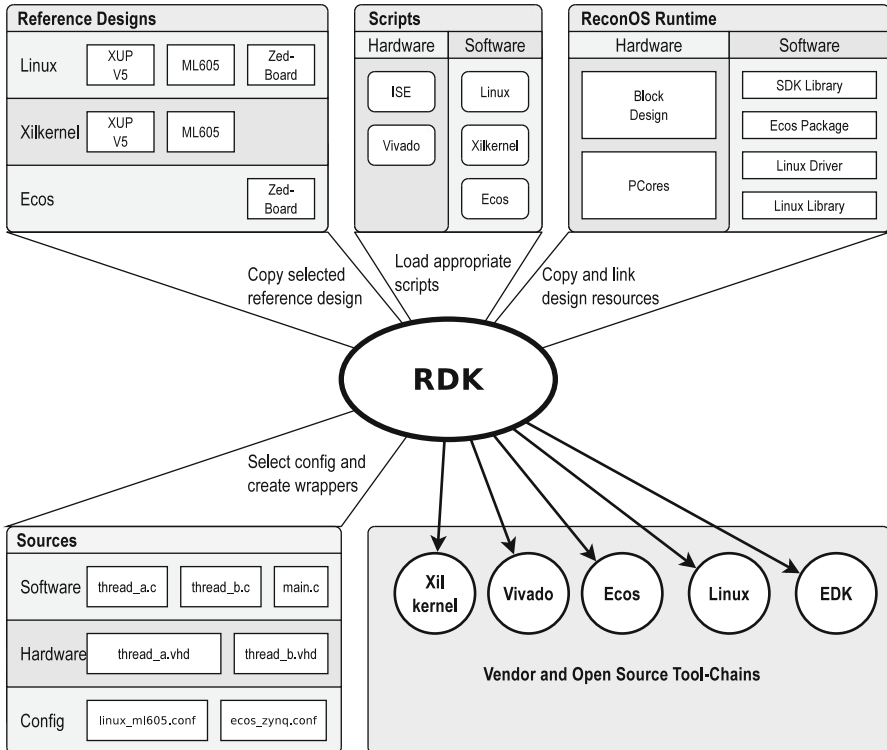 Reference Designs
Linux
XUP
V5
ML605
Zed-
Board
Xilkernel
XUP
V5
ML605
Ecos
Zed-
Board
Scripts
Hardware
Software
ISE
Linux
Vivado
Xilkernel
Ecos
ReconOS Runtime
Hardware
Software
Block
Design
PCores
SDK Library
Ecos Package
Linux Driver
Linux Library
Copy selected
reference design
Load appropriate
scripts
Copy and link
design resources
RDK
Select config and
create wrappers
Sources
Software
thread_a.c
thread_b.c
main.c
Hardware
thread_a.vhd
thread_b.vhd
Config
linux_ml605.conf
ecos_zynq.conf
Xil
kernel
Vivado
Ecos
Linux
EDK
Vendor and Open Source Tool-Chains